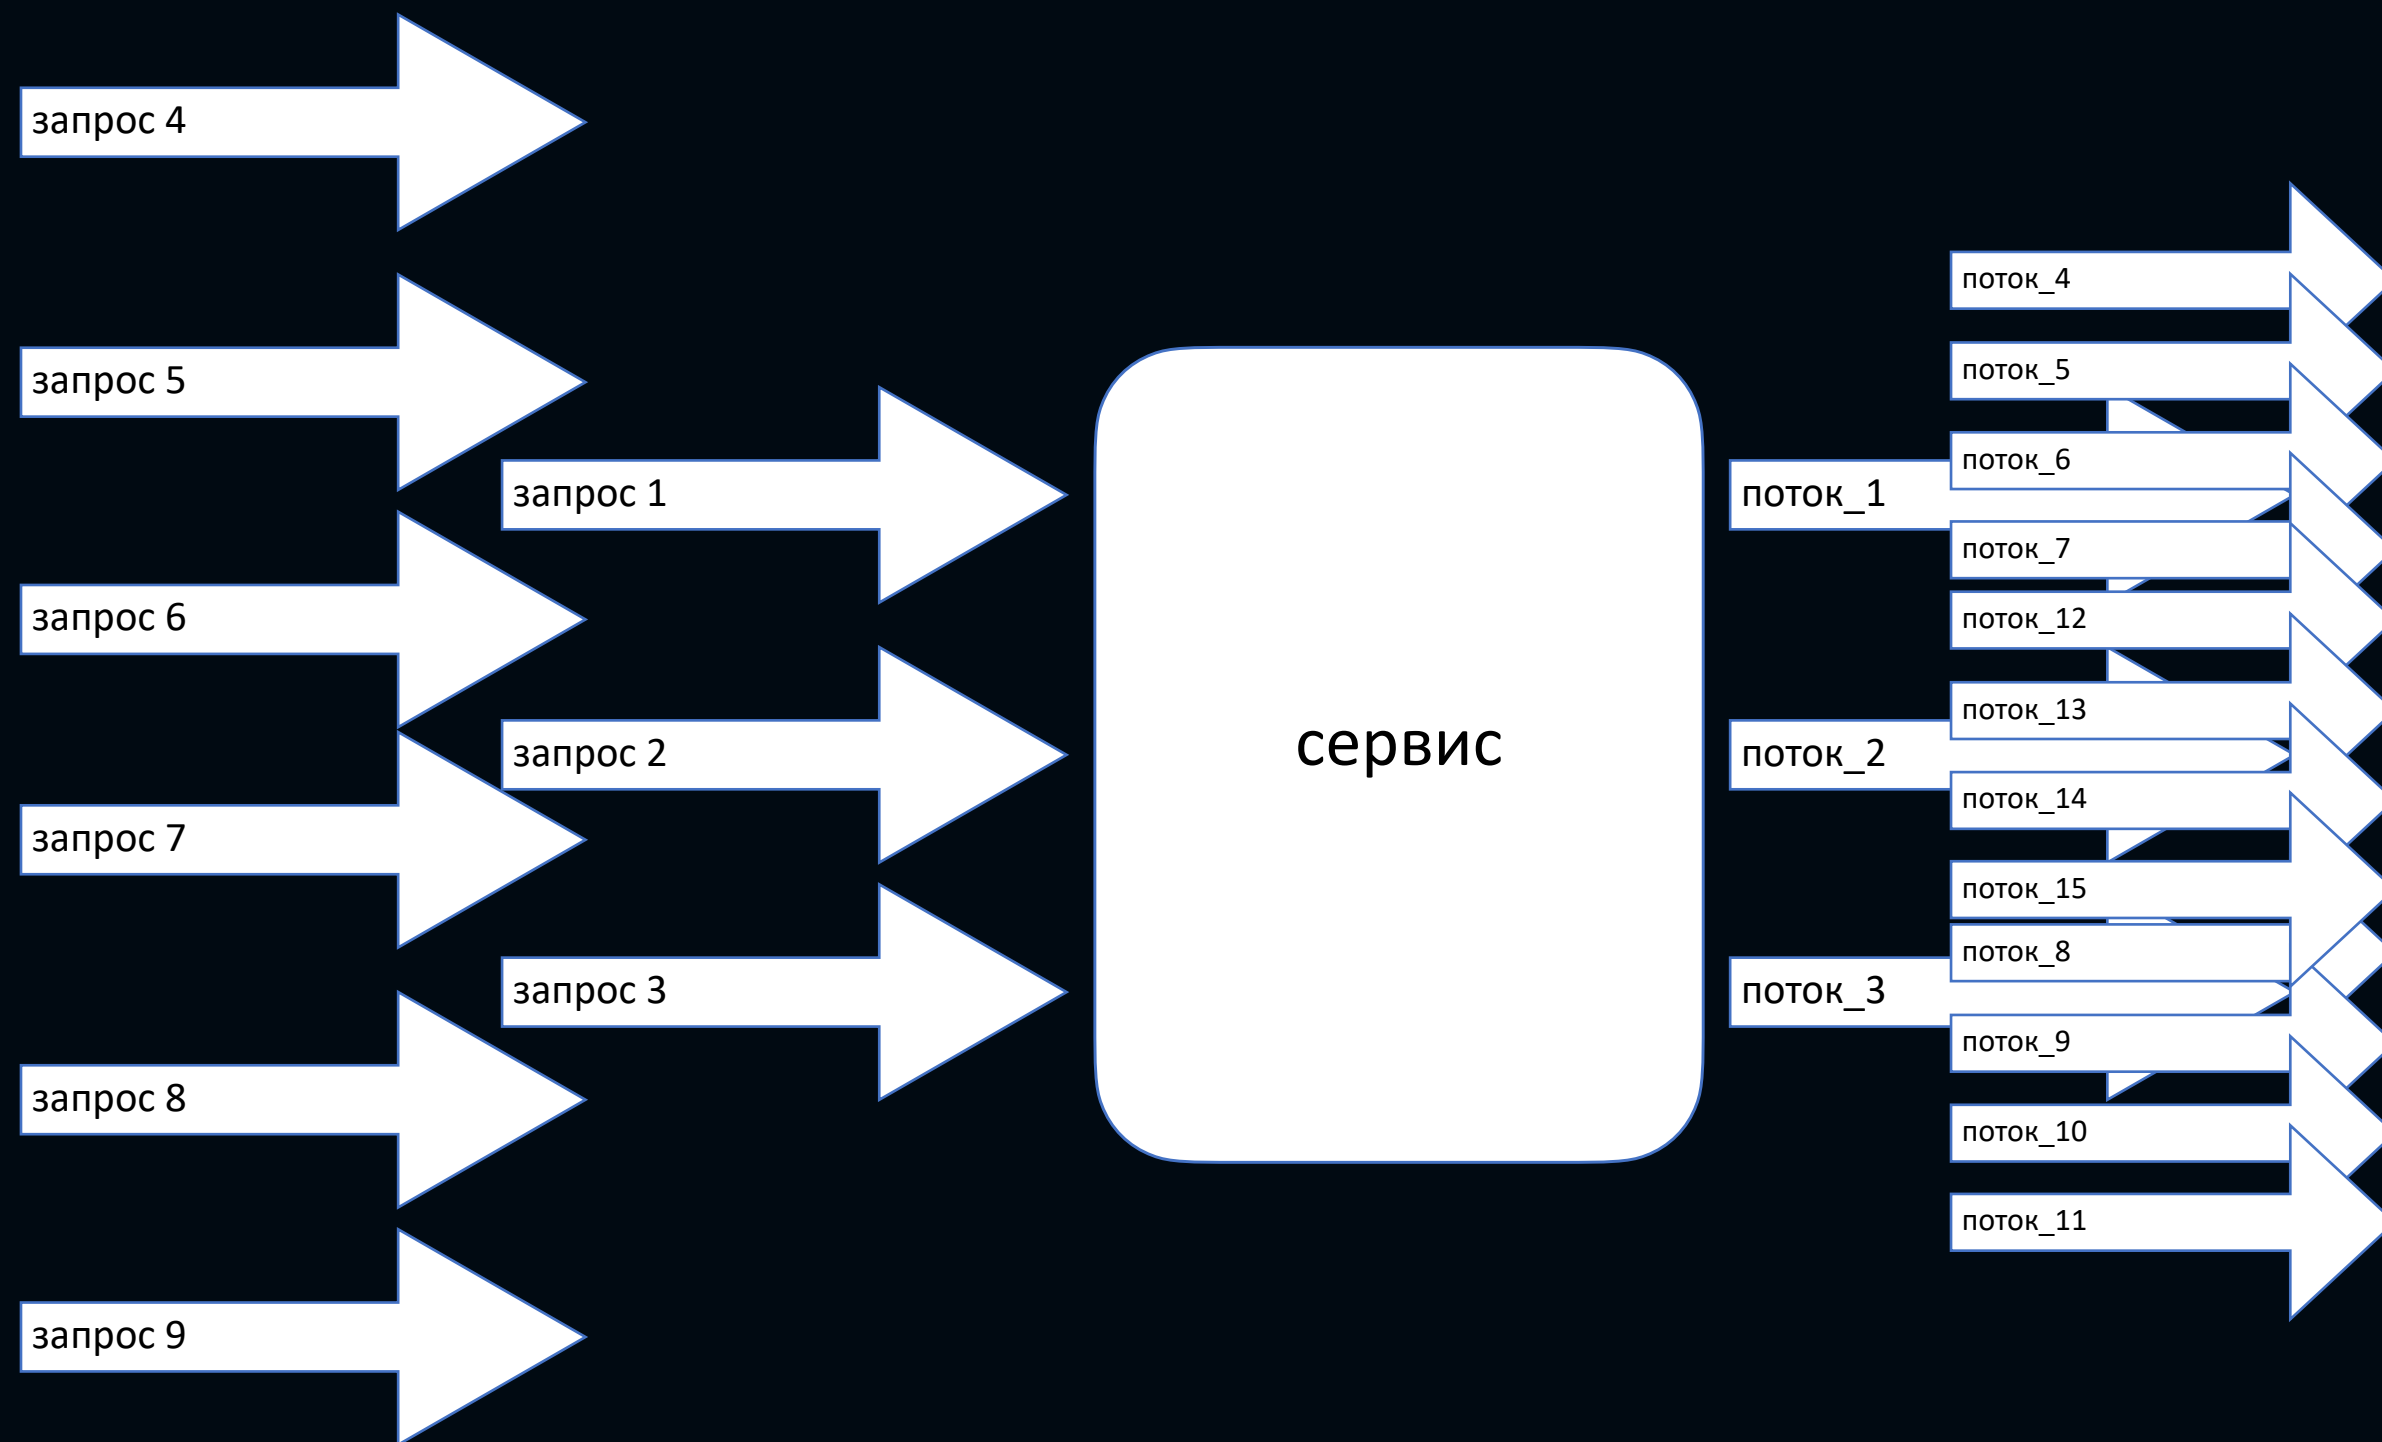 запрос 4
запрос 5
запрос 6
запрос 7
запрос 8
запрос 9
запрос 1
запрос 2
запрос 3
сервис
поток_1
поток_2
поток_3
поток_4
поток_5
поток_6
поток_7
поток_12
поток_13
поток_14
поток_15
поток_8
поток_9
поток_10
поток_11